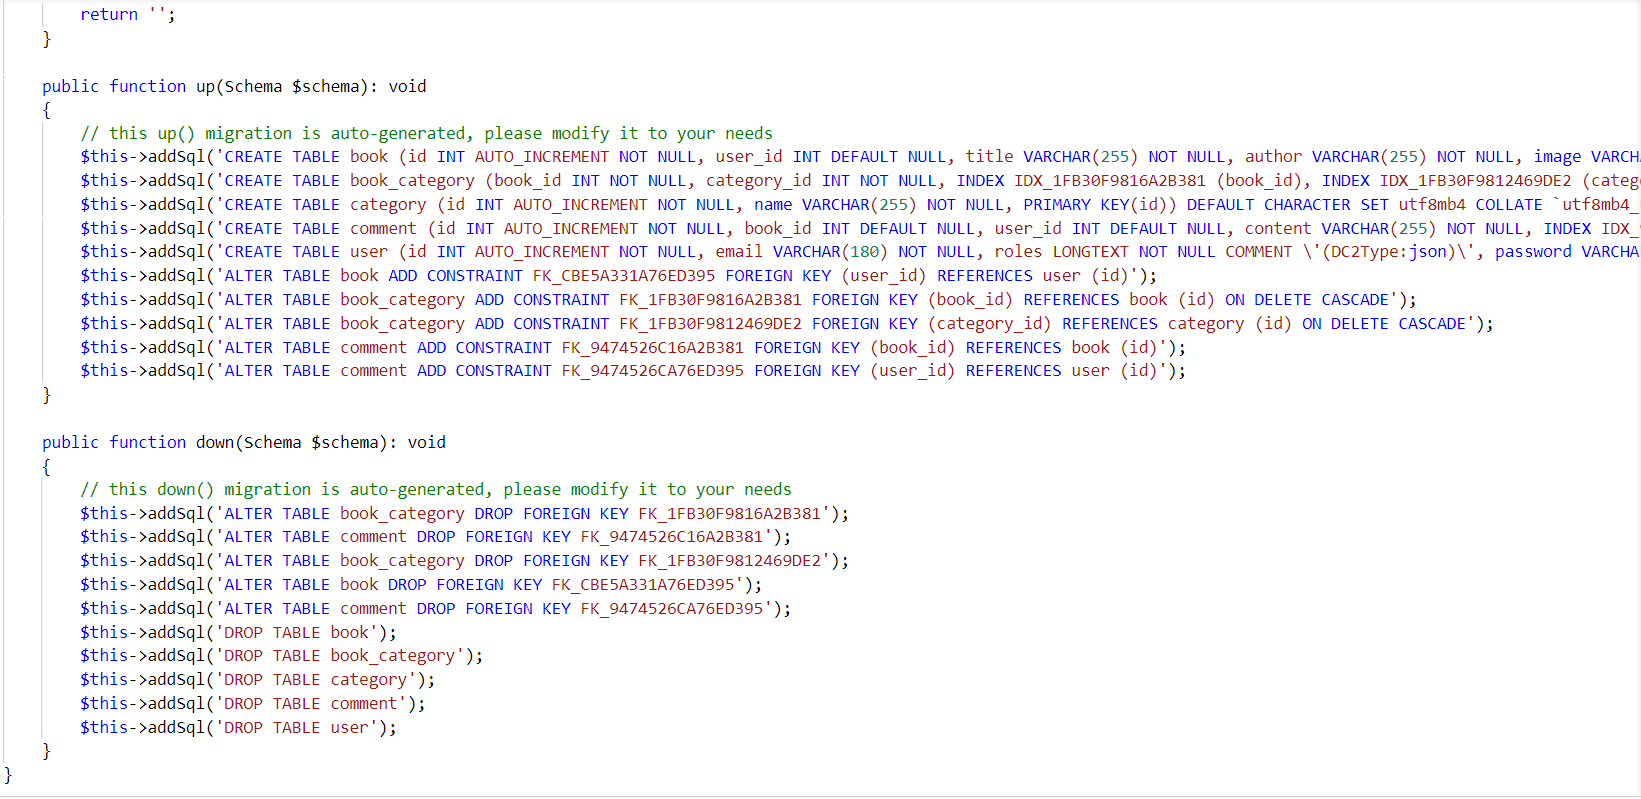 return '';
}
public function up(Schema $schema): void
{
// this up() migration is auto-generated, please modify it to your needs
$this->addSql('CREATE TABLE book (id INT AUTO_INCREMENT NOT NULL, user_id INT DEFAULT NULL, title VARCHAR(255) NOT NULL, author VARCHAR(255) NOT NULL, image VARCH
$this->addSql('CREATE TABLE book_category (book_id INT NOT NULL, category_id INT NOT NULL, INDEX IDX_1FB30F9816A2B381 (book_id), INDEX IDX_1FB30F9812469DE2 (categ
$this->addSql('CREATE TABLE category (id INT AUTO_INCREMENT NOT NULL, name VARCHAR(255) NOT NULL, PRIMARY KEY(id)) DEFAULT CHARACTER SET utf8mb4 COLLATE `utf8mb4_
$this->addSql('CREATE TABLE comment (id INT AUTO_INCREMENT NOT NULL, book_id INT DEFAULT NULL, user_id INT DEFAULT NULL, content VARCHAR(255) NOT NULL, INDEX IDX_
$this->addSql('CREATE TABLE user (id INT AUTO_INCREMENT NOT NULL, email VARCHAR(180) NOT NULL, roles LONGTEXT NOT NULL COMMENT \'(DC2Type:json)\', password VARCHA
$this->addSql('ALTER TABLE book ADD CONSTRAINT FK_CBE5A331A76ED395 FOREIGN KEY (user_id) REFERENCES user (id)');
$this->addSql('ALTER TABLE book_category ADD CONSTRAINT FK_1FB30F9816A2B381 FOREIGN KEY (book_id) REFERENCES book (id) ON DELETE CASCADE');
$this->addSql('ALTER TABLE book_category ADD CONSTRAINT FK_1FB30F9812469DE2 FOREIGN KEY (category_id) REFERENCES category (id) ON DELETE CASCADE');
$this->addSql('ALTER TABLE comment ADD CONSTRAINT FK_9474526C16A2B381 FOREIGN KEY (book_id) REFERENCES book (id)');
$this->addSql('ALTER TABLE comment ADD CONSTRAINT FK_9474526CA76ED395 FOREIGN KEY (user_id) REFERENCES user (id)');
}
public function down(Schema $schema): void
{
// this down() migration is auto-generated, please modify it to your needs
$this->addSql('ALTER TABLE book_category DROP FOREIGN KEY FK_1FB30F9816A2B381');
$this->addSql('ALTER TABLE comment DROP FOREIGN KEY FK_9474526C16A2B381');
$this->addSql('ALTER TABLE book_category DROP FOREIGN KEY FK_1FB30F9812469DE2');
$this->addSql('ALTER TABLE book DROP FOREIGN KEY FK_CBE5A331A76ED395');
$this->addSql('ALTER TABLE comment DROP FOREIGN KEY FK_9474526CA76ED395');
$this->addSql('DROP TABLE book');
$this->addSql('DROP TABLE book_category');
$this->addSql('DROP TABLE category');
$this->addSql('DROP TABLE comment');
$this->addSql('DROP TABLE user');
}
}